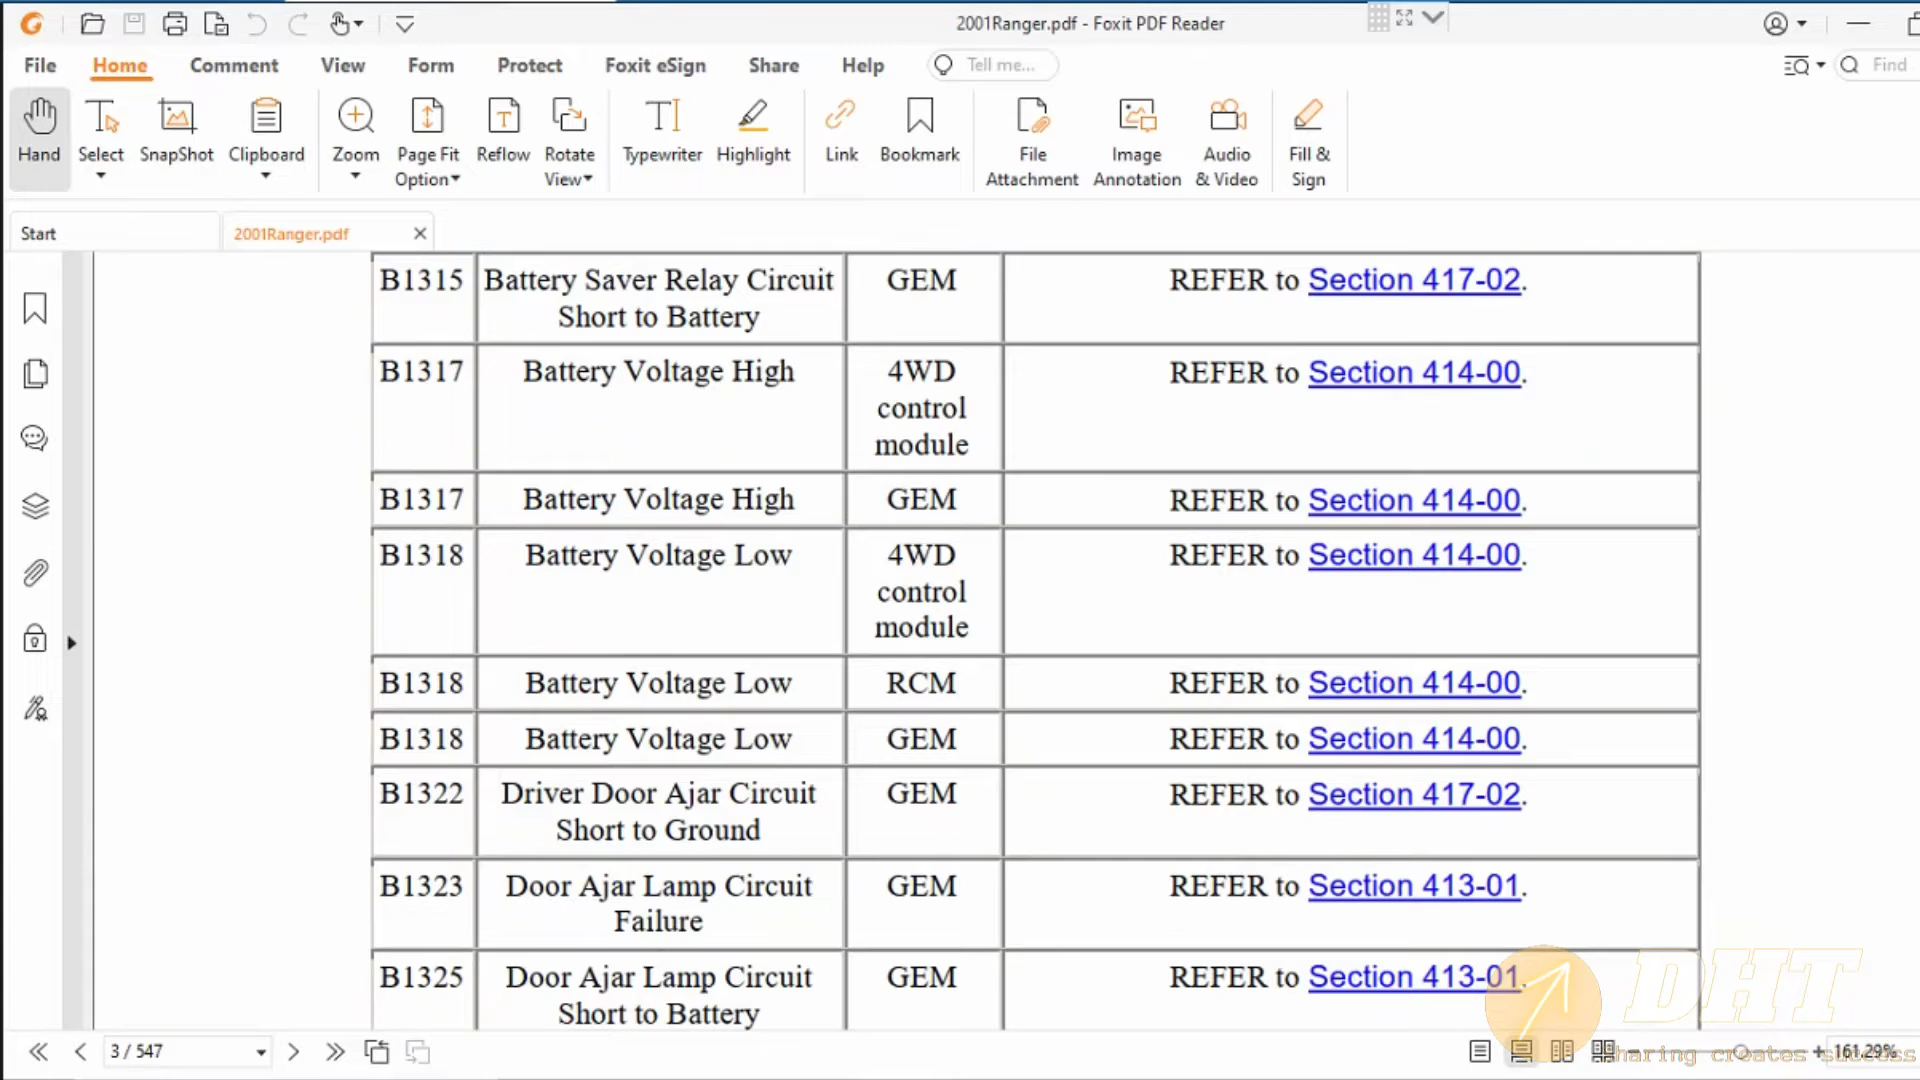 2001Ranger.pdf - Foxit PDF Reader
File Home Comment View Form Protect Foxit eSign Share Help Tell me... Find
Hand Select SnapShot Clipboard Zoom Page Fit Option Reflow Rotate View Typewriter Highlight Link Bookmark File Attachment Image Annotation Audio & Video Fill & Sign
Start 2001Ranger.pdf
B1315 Battery Saver Relay Circuit GEM REFER to Section 417-02.
Short to Battery
B1317 Battery Voltage High 4WD REFER to Section 414-00.
control
module
B1317 Battery Voltage High GEM REFER to Section 414-00.
B1318 Battery Voltage Low 4WD REFER to Section 414-00.
control
module
B1318 Battery Voltage Low RCM REFER to Section 414-00.
B1318 Battery Voltage Low GEM REFER to Section 414-00.
B1322 Driver Door Ajar Circuit GEM REFER to Section 417-02.
Short to Ground
B1323 Door Ajar Lamp Circuit GEM REFER to Section 413-01.
Failure
B1325 Door Ajar Lamp Circuit GEM REFER to Section 413-01.
Short to Battery
DHT
3 / 547 161.29%
haring creates success